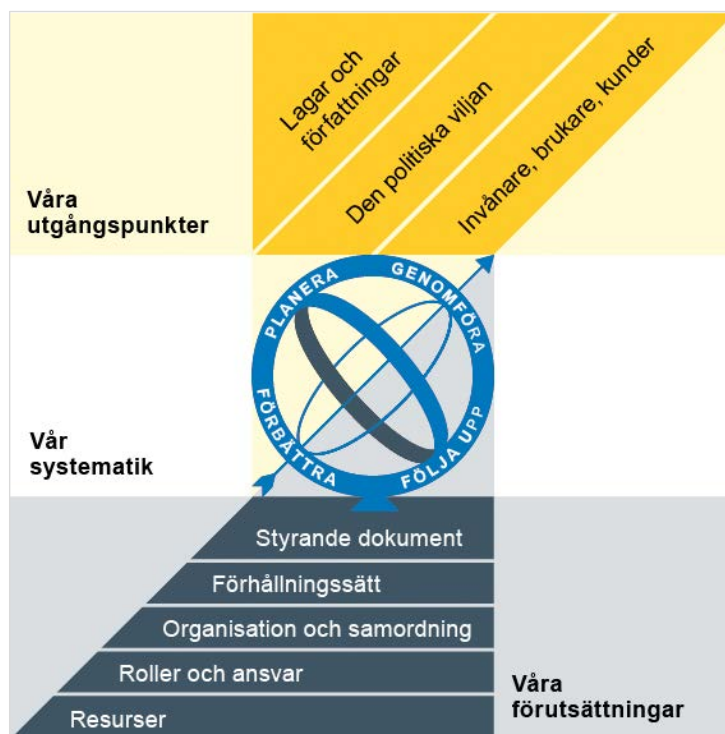 Lagar och
författningar
Den politiska viljan
Invånare, brukare, kunder
Våra
utgångspunkter
PLANERA
GENOMFÖRA
FÖLJA UPP
FÖRBÄTTRA
Vår
systematik
Styrande dokument
Förhållningssätt
Organisation och samordning
Roller och ansvar
Resurser
Våra
förutsättningar